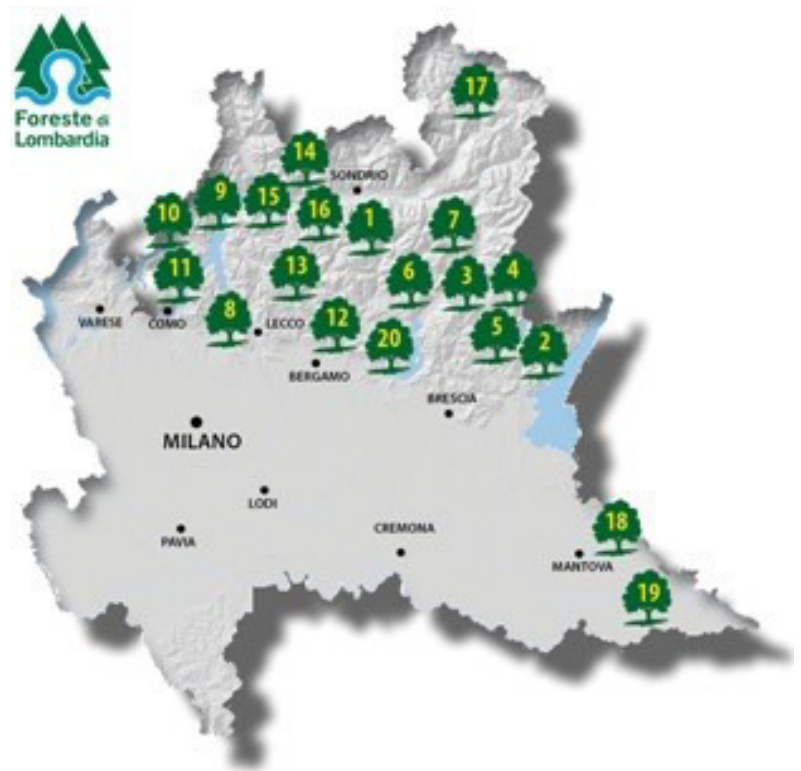 Foreste di
Lombardia
17
14
SONDRIO
9
15
10
16
1
7
11
13
6
3
4
VARESE
COMO
8
LECCO
12
20
5
2
BERGAMO
BRESCIA
MILANO
LODI
PAVIA
CREMONA
18
MANTOVA
19